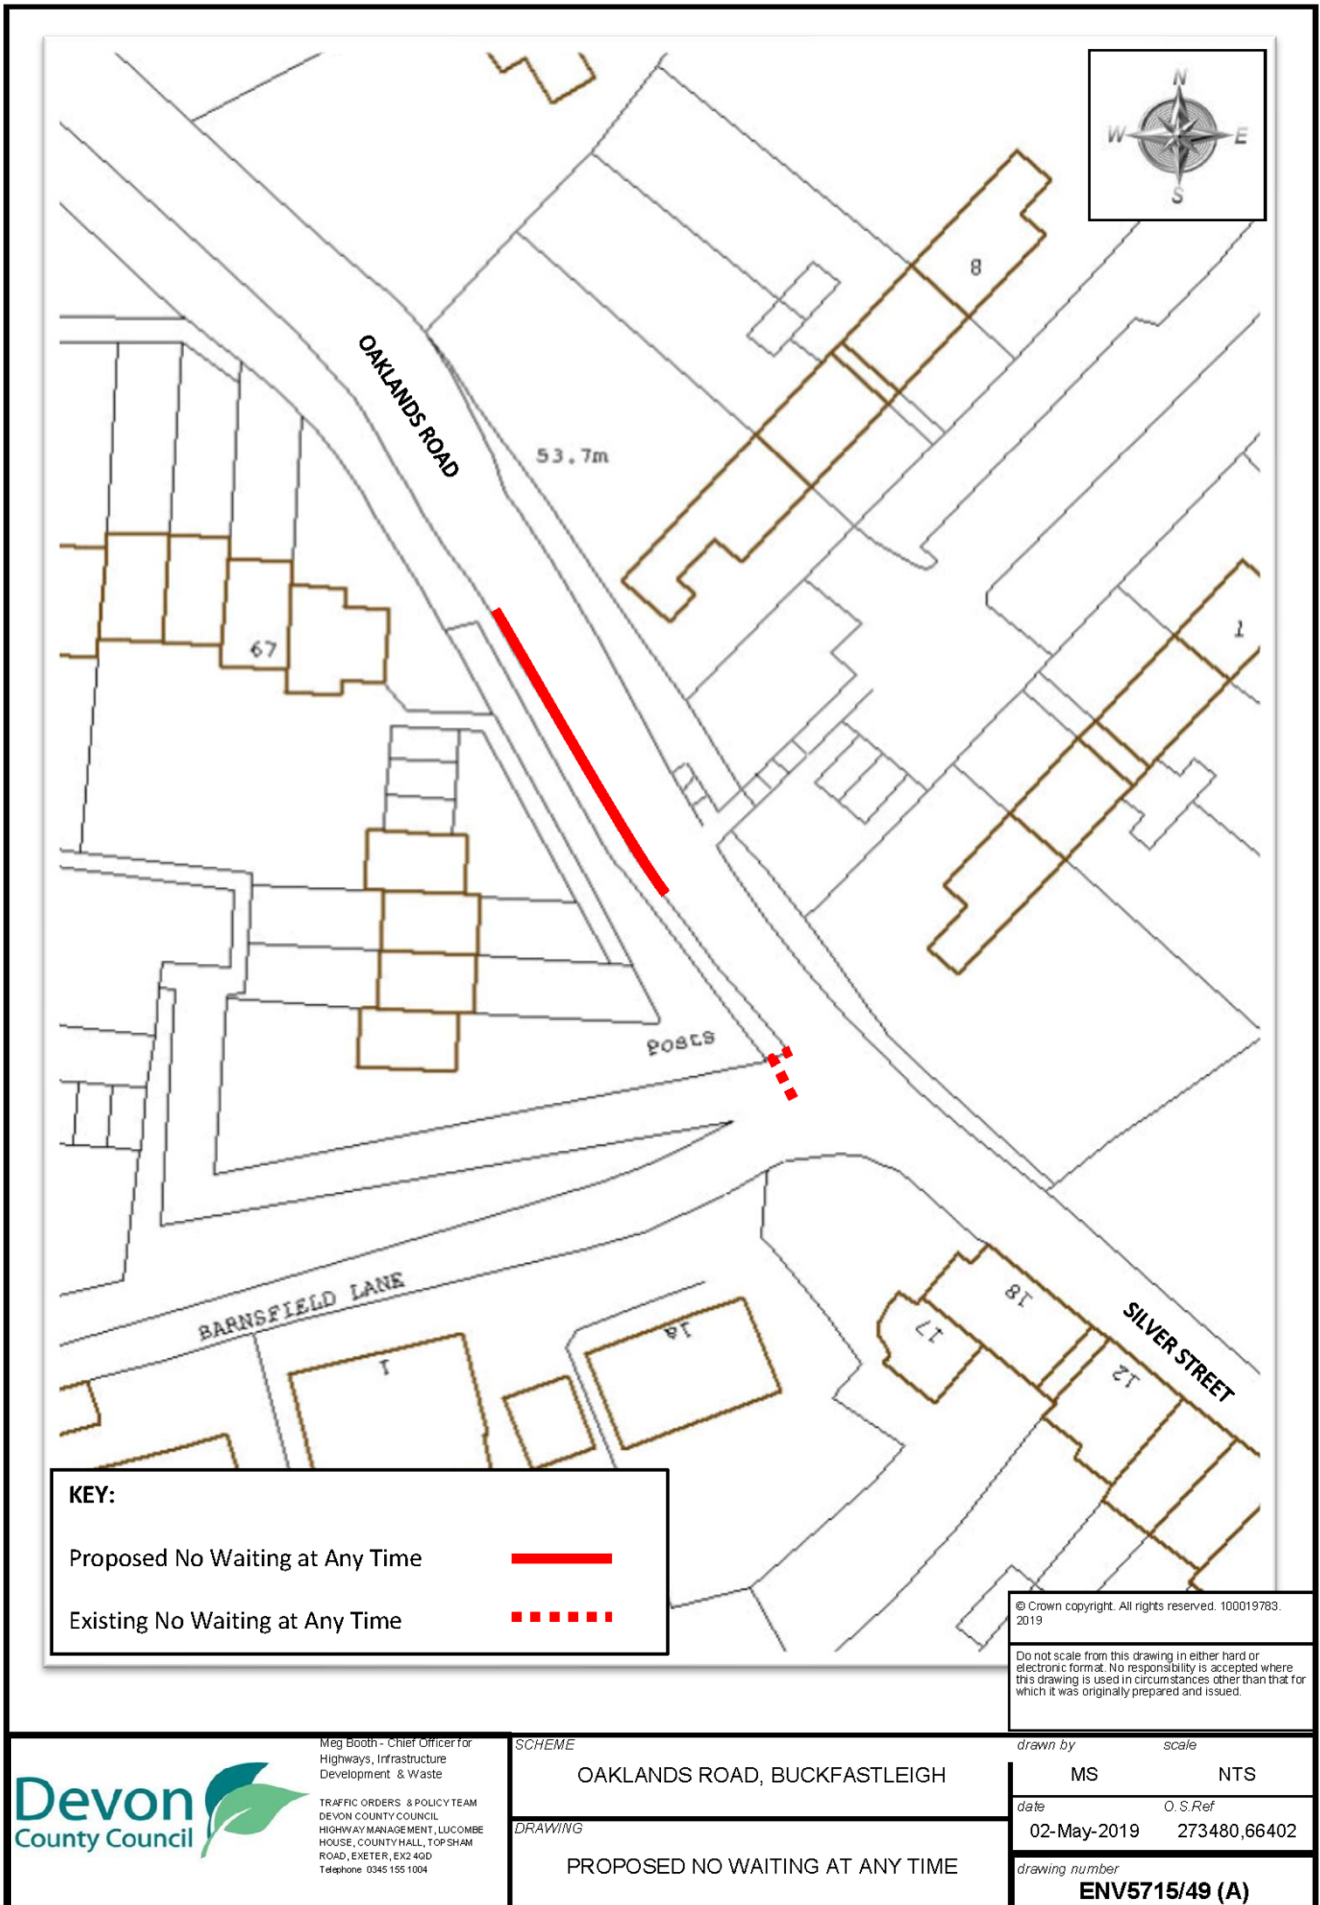 N
W E
S
8
OAKLANDS ROAD
53.7m
1
67
Posts
BARNSFIELD LANE
18
17
SILVER STREET
12
1a
1
KEY:
Proposed No Waiting at Any Time
Existing No Waiting at Any Time
© Crown copyright. All rights reserved. 100019783.
2019
Do not scale from this drawing in either hard or
electronic format. No responsibility is accepted where
this drawing is used in circumstances other than that for
which it was originally prepared and issued.
Devon
County Council
Meg Booth - Chief Officer for
Highways, Infrastructure
Development & Waste
TRAFFIC ORDERS & POLICY TEAM
DEVON COUNTY COUNCIL
HIGHWAY MANAGEMENT, LUCOMBE
HOUSE, COUNTY HALL, TOPSHAM
ROAD, EXETER, EX2 4QD
Telephone 0345 155 1004
SCHEME
OAKLANDS ROAD, BUCKFASTLEIGH
DRAWING
PROPOSED NO WAITING AT ANY TIME
drawn by scale
MS NTS
date O.S.Ref
02-May-2019 273480,66402
drawing number
ENV5715/49 (A)